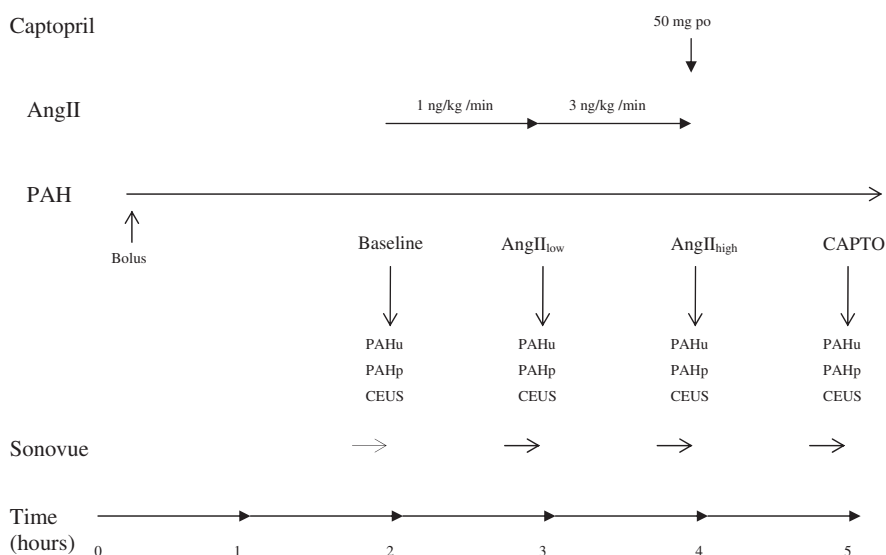 Captopril
50 mg po
AngII
1 ng/kg /min 3 ng/kg /min
PAH
Bolus
Baseline AngIIlow AngIIhigh CAPTO
PAHu PAHu PAHu PAHu
PAHp PAHp PAHp PAHp
CEUS CEUS CEUS CEUS
Sonovue
Time
(hours)
0 1 2 3 4 5